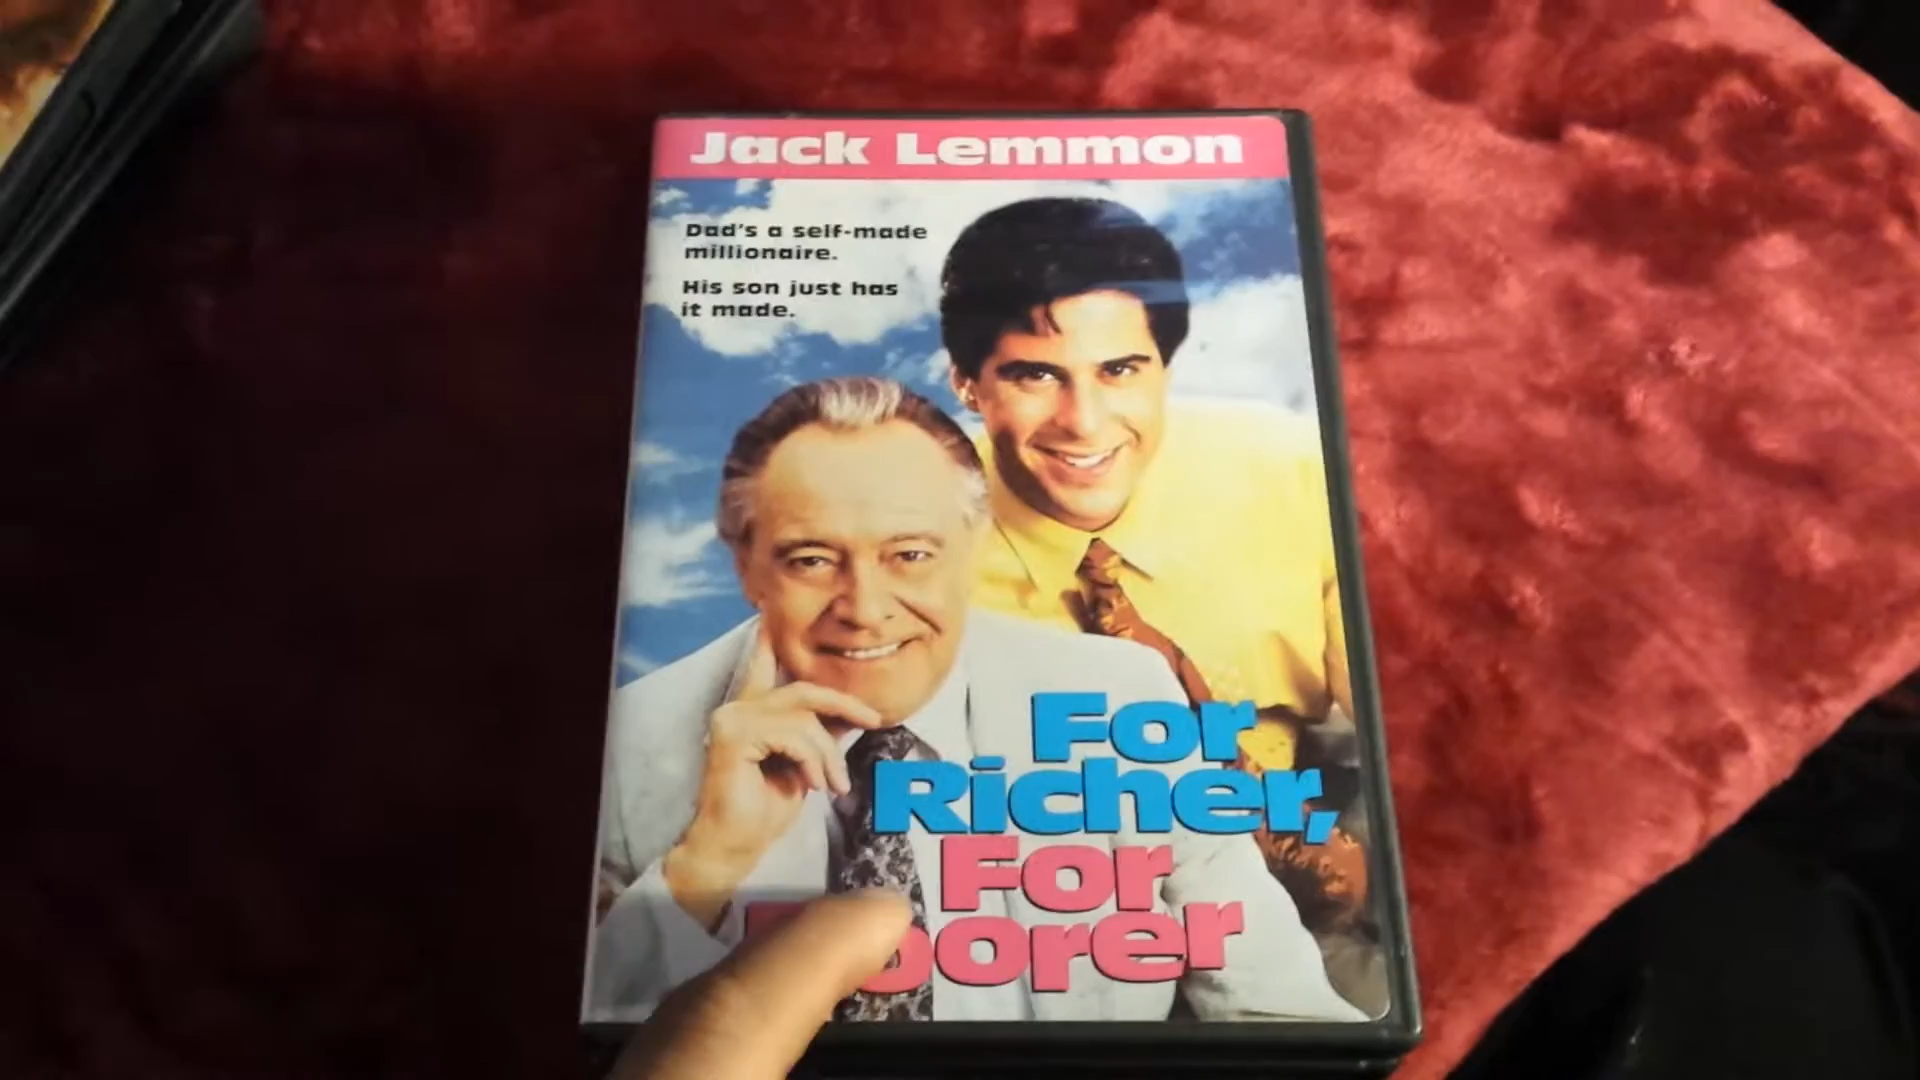 Jack Lemmon
Dad's a self-made
millionaire.
His son just has
it made.
For
Richer,
For